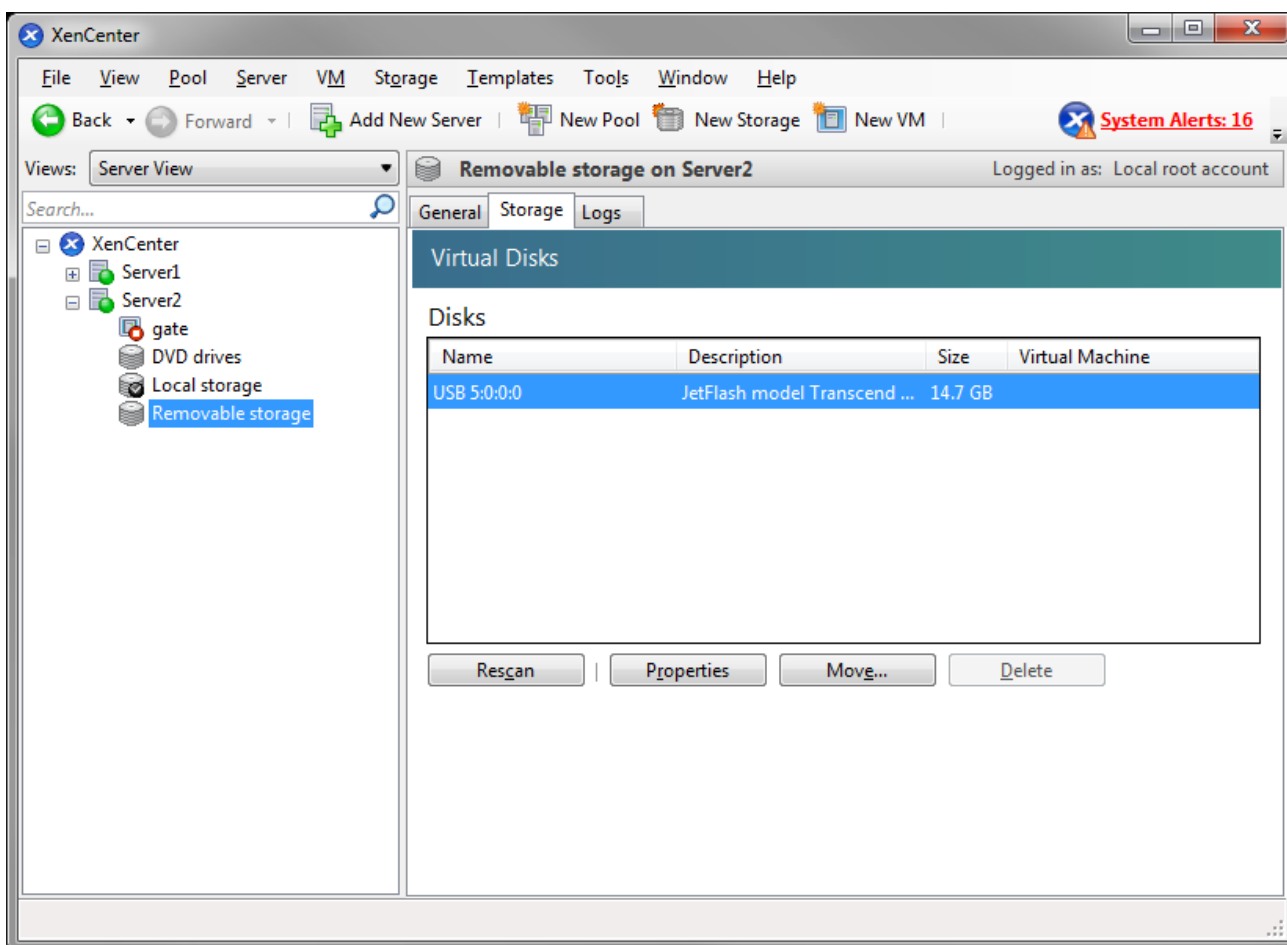 XenCenter
File View Pool Server VM Storage Templates Tools Window Help
Back Forward Add New Server New Pool New Storage New VM System Alerts: 16
Views: Server View
Search...
XenCenter
Server1
Server2
gate
DVD drives
Local storage
Removable storage
Removable storage on Server2 Logged in as: Local root account
General Storage Logs
Virtual Disks
Disks
Name Description Size Virtual Machine
USB 5:0:0:0 JetFlash model Transcend ... 14.7 GB
Rescan Properties Move... Delete